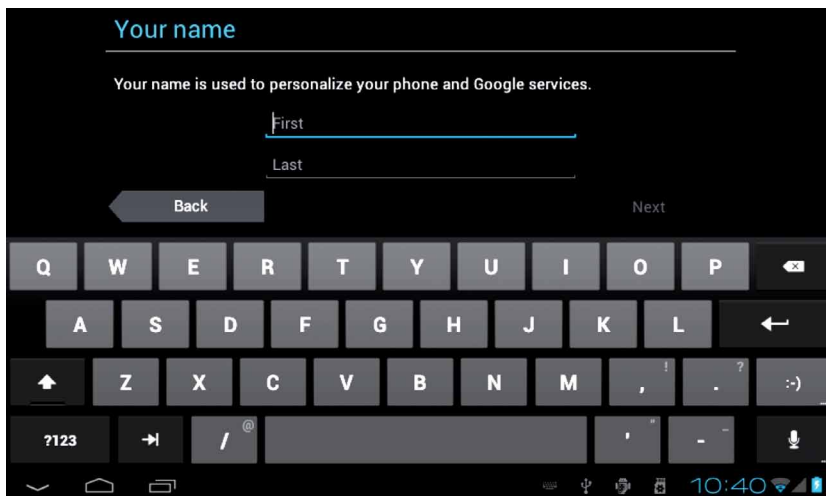 Your name
Your name is used to personalize your phone and Google services.
First
Last
Back Next
Q W E R T Y U I O P
A S D F G H J K L
Z X C V B N M , ! . ? :-)
?123 / @ ' " - _
10:40